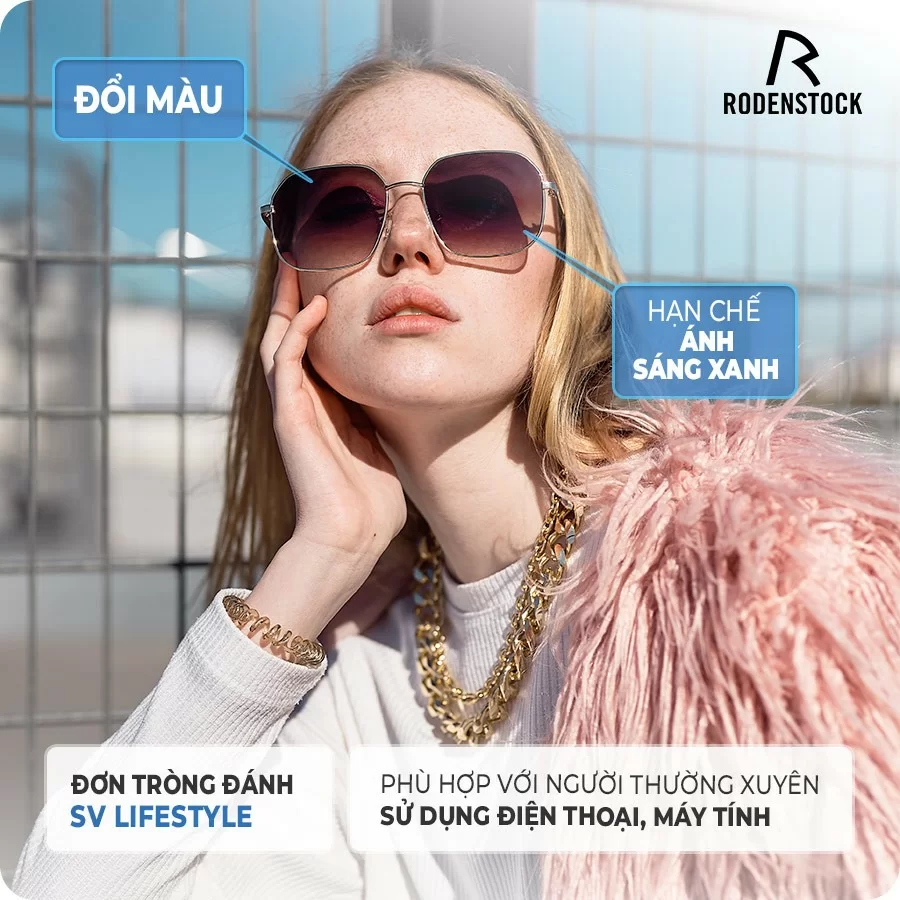 ĐỔI MÀU
RODENSTOCK
HẠN CHẾ
ÁNH
SÁNG XANH
ĐƠN TRÒNG ĐÁNH
SV LIFESTYLE
PHÙ HỢP VỚI NGƯỜI THƯỜNG XUYÊN
SỬ DỤNG ĐIỆN THOẠI, MÁY TÍNH